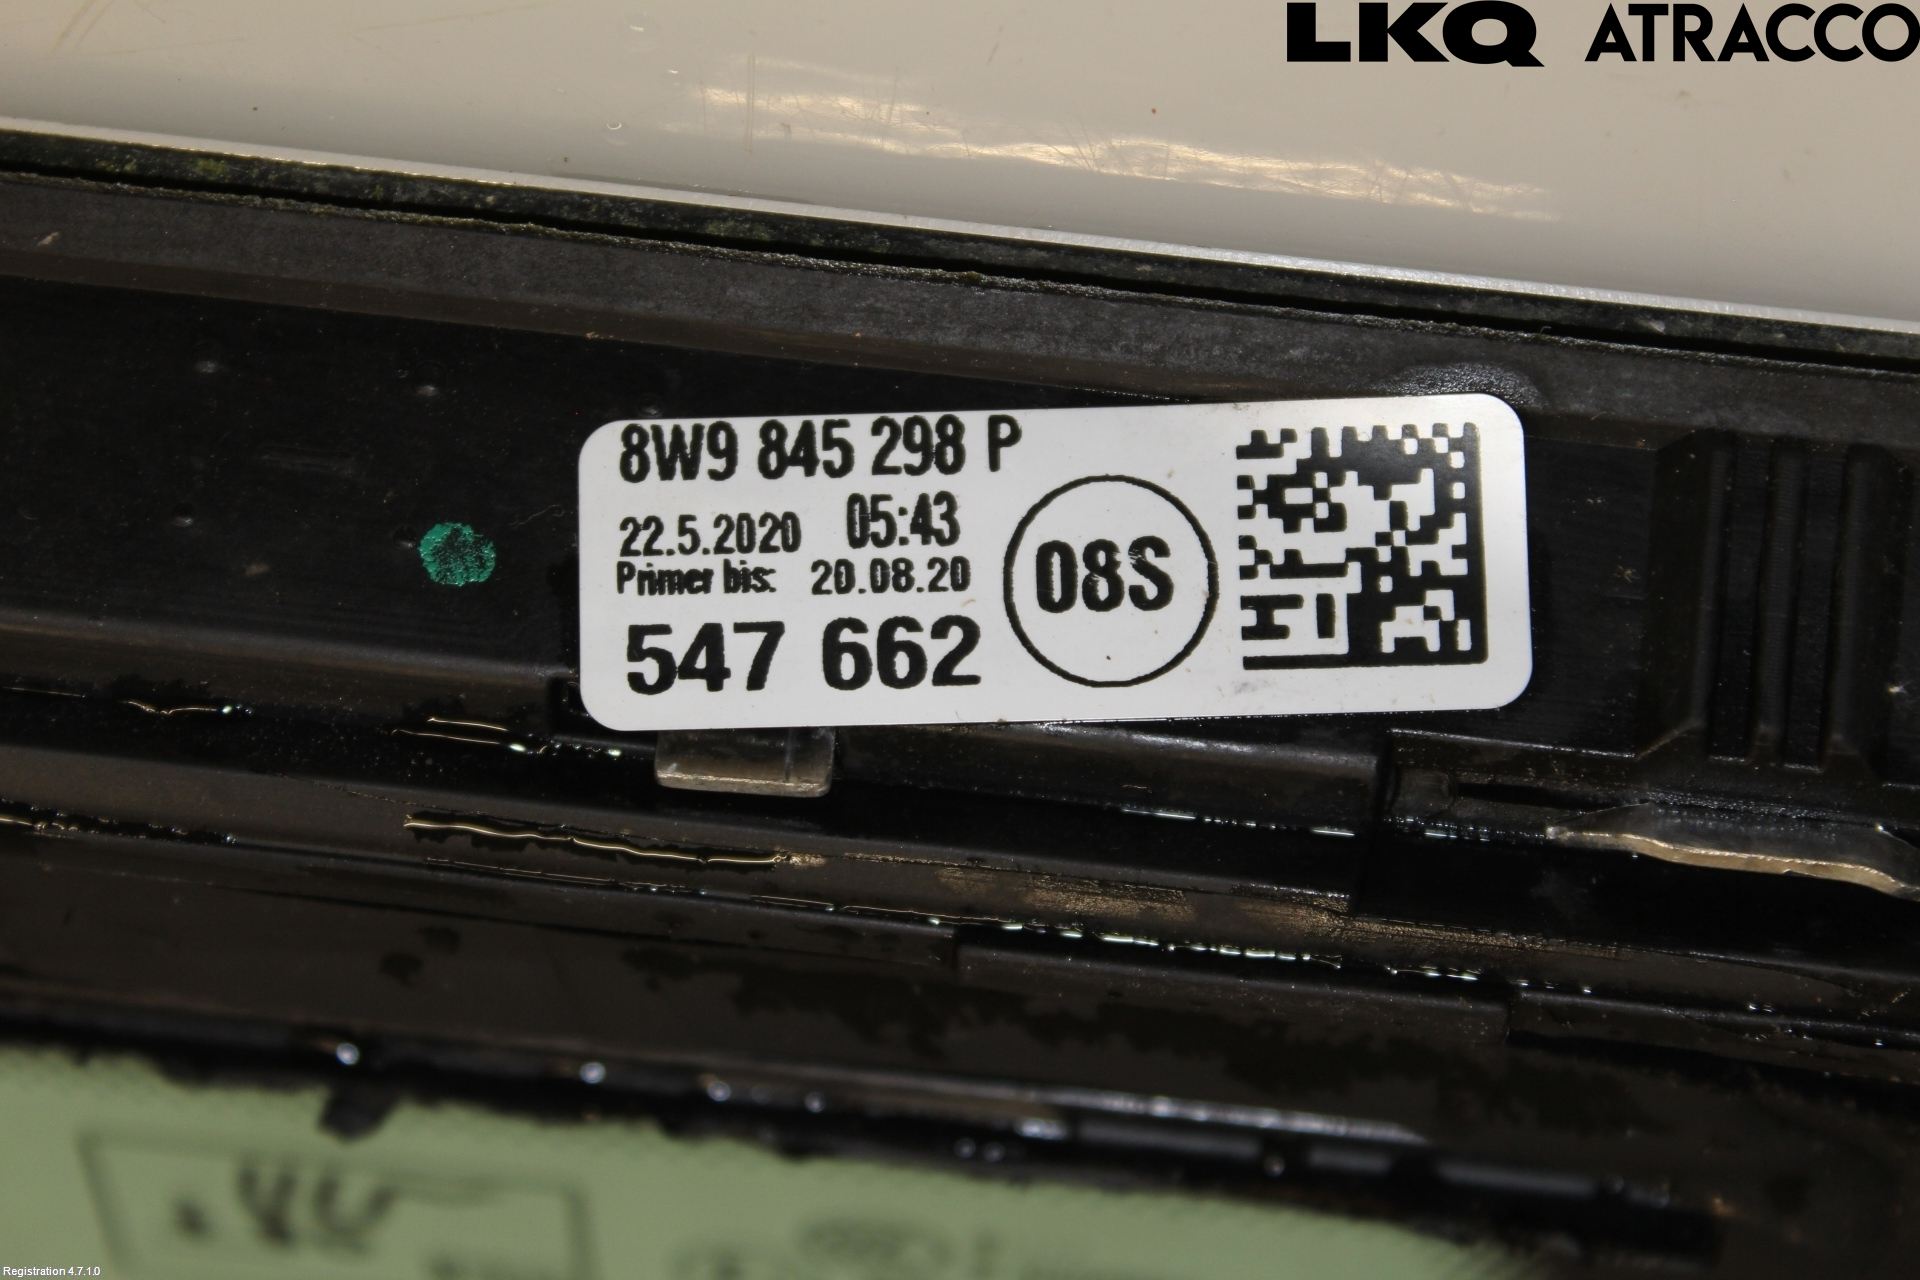 LKQ ATRACCO
8W9 845 298 P
22.5.2020 05:43
Primer bis: 20.08.20
547 662
08S
Registration 4.7.1.0